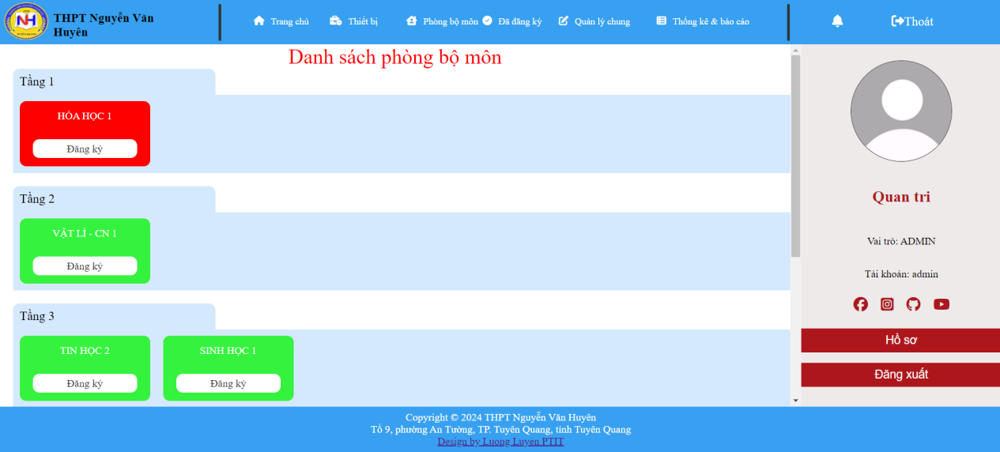 THPT Nguyễn Văn
Huyên
Trang chủ
Thiết bị
Phòng bộ môn
Đã đăng ký
Quản lý chung
Thống kê & báo cáo
Thoát
Danh sách phòng bộ môn
Tầng 1
HÓA HỌC 1
Đăng ký
Tầng 2
VẬT LÍ - CN 1
Đăng ký
Tầng 3
TIN HỌC 2
SINH HỌC 1
Đăng ký
Đăng ký
Quan tri
Vai trò: ADMIN
Tài khoản: admin
Hồ sơ
Đăng xuất
Copyright © 2024 THPT Nguyễn Văn Huyên
Tổ 9, phường An Tường, TP. Tuyên Quang, tỉnh Tuyên Quang
Design by Luong Luyen PTIT